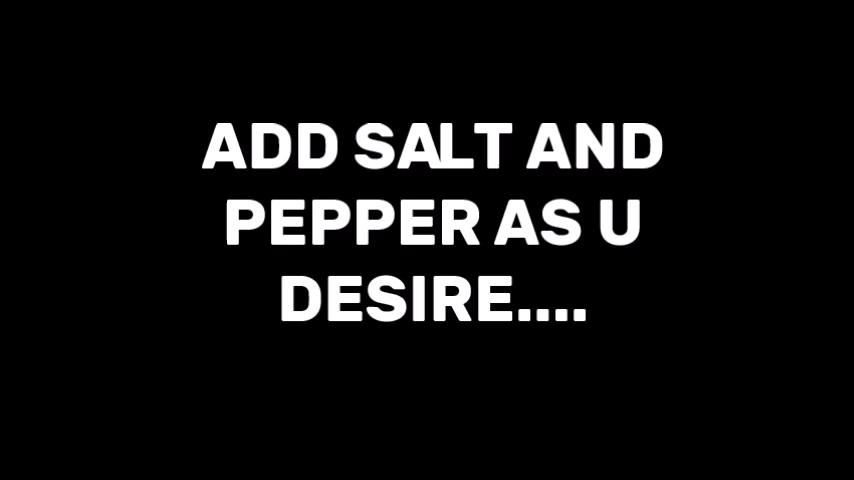 ADD SALT AND
PEPPER AS U
DESIRE....